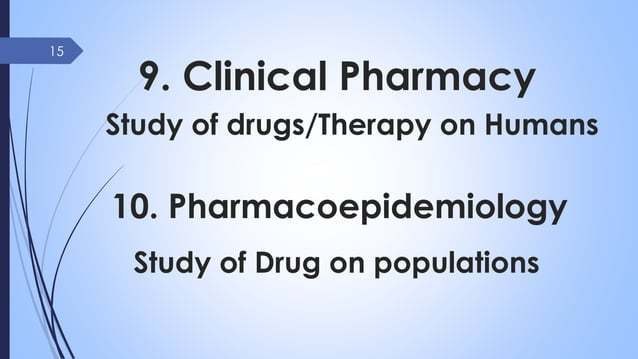 15
9. Clinical Pharmacy
Study of drugs/Therapy on Humans
10. Pharmacoepidemiology
Study of Drug on populations